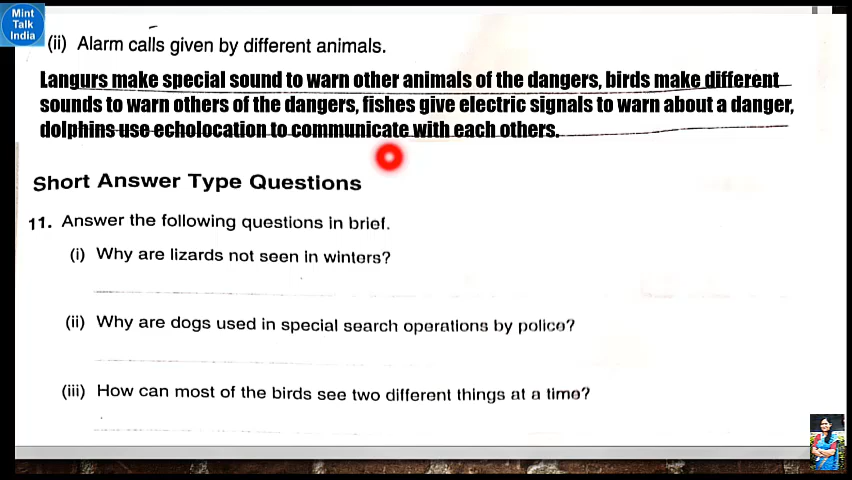 Mint
Talk
India
(ii) Alarm calls given by different animals.
Langurs make special sound to warn other animals of the dangers, birds make different
sounds to warn others of the dangers, fishes give electric signals to warn about a danger,
dolphins use echolocation to communicate with each others.
Short Answer Type Questions
11. Answer the following questions in brief.
(i) Why are lizards not seen in winters?
(ii) Why are dogs used in special search operations by police?
(iii) How can most of the birds see two different things at a time?